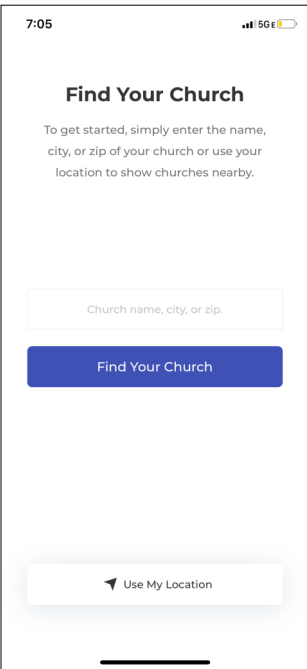 7:05 5GE
Find Your Church
To get started, simply enter the name,
city, or zip of your church or use your
location to show churches nearby.
Church name, city, or zip.
Find Your Church
Use My Location